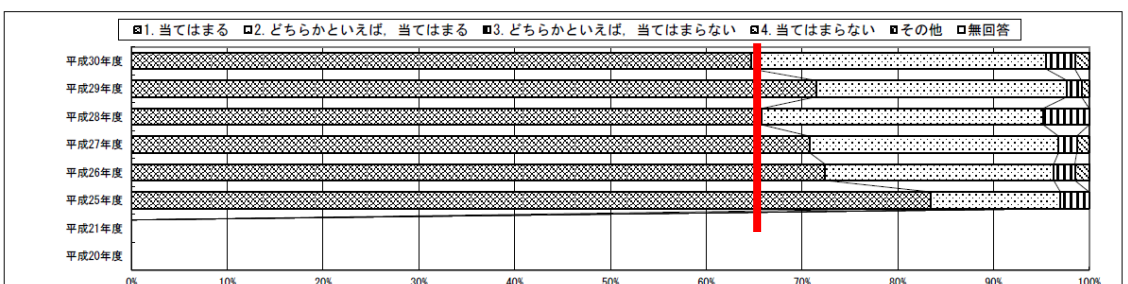 1. 当てはまる 2. どちらかといえば，当てはまる 3. どちらかといえば，当てはまらない 4. 当てはまらない その他 無回答
平成30年度
平成29年度
平成28年度
平成27年度
平成26年度
平成25年度
平成21年度
平成20年度
0% 10% 20% 30% 40% 50% 60% 70% 80% 90% 100%